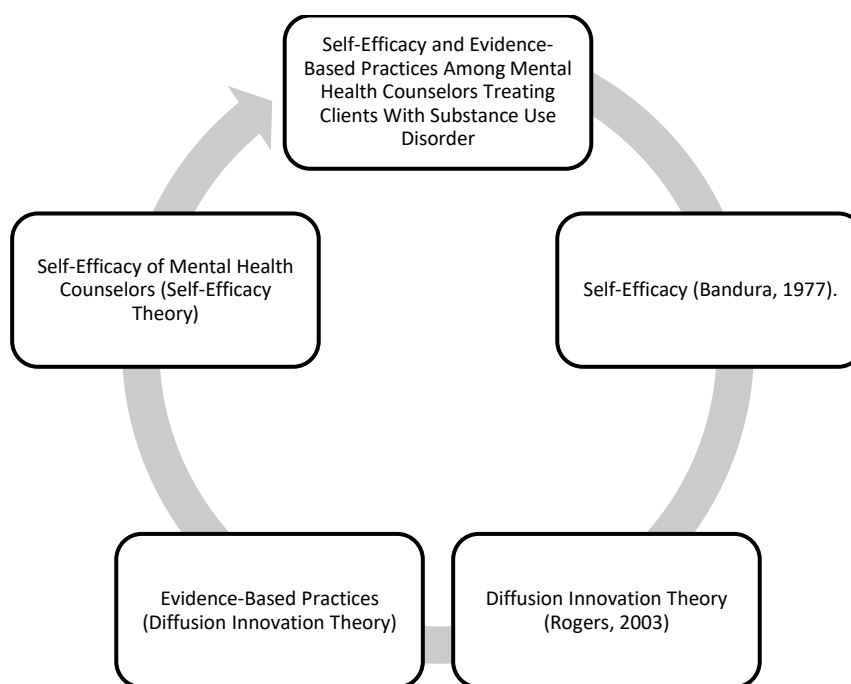 Self-Efficacy and Evidence-
Based Practices Among Mental
Health Counselors Treating
Clients With Substance Use
Disorder
Self-Efficacy (Bandura, 1977).
Diffusion Innovation Theory
(Rogers, 2003)
Evidence-Based Practices
(Diffusion Innovation Theory)
Self-Efficacy of Mental Health
Counselors (Self-Efficacy
Theory)